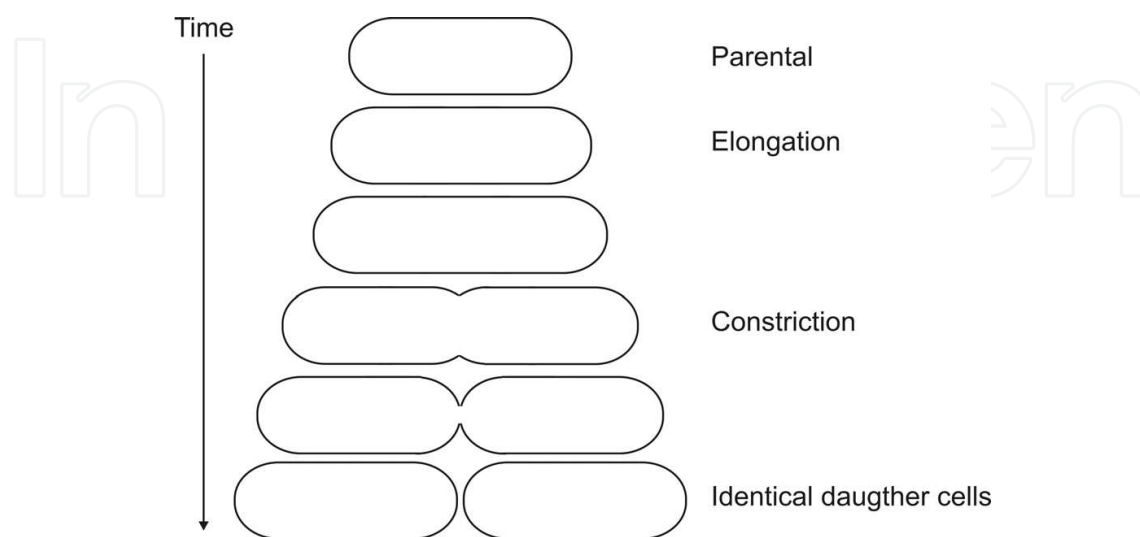 Time
Parental
Elongation
Constriction
Identical daugther cells